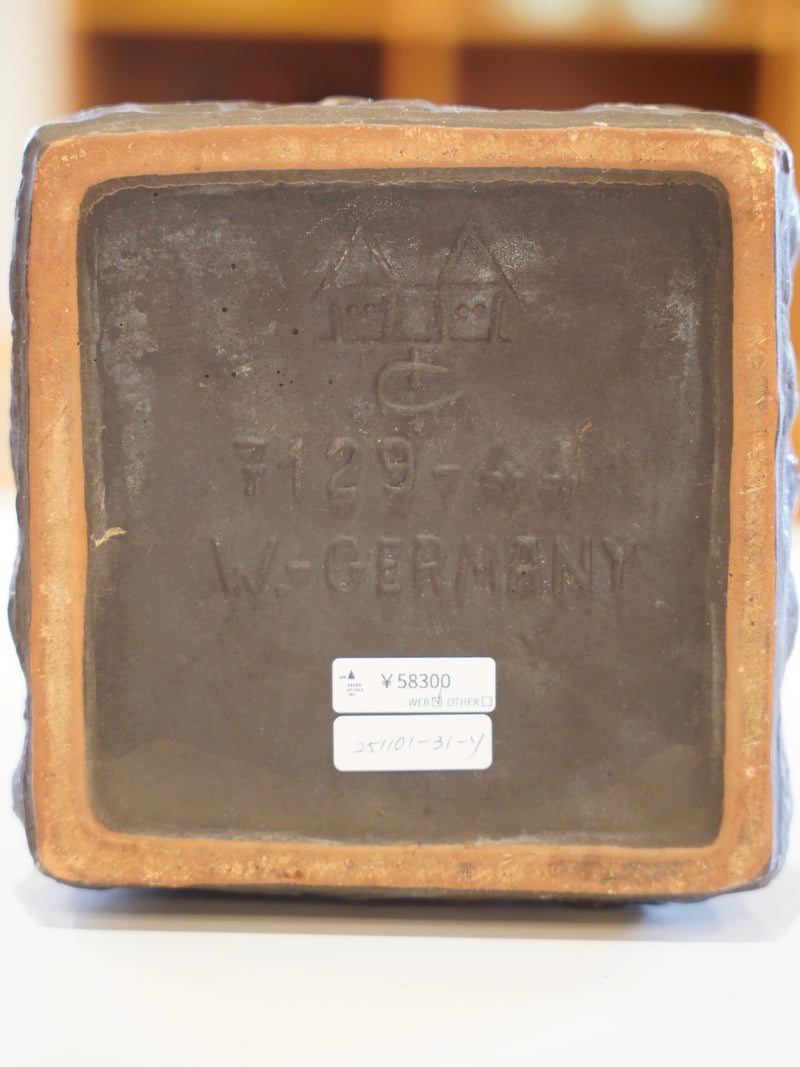 7129-44
W.-GERMANY
¥58300
WEB☑ OTHER☐
251101-31-Y